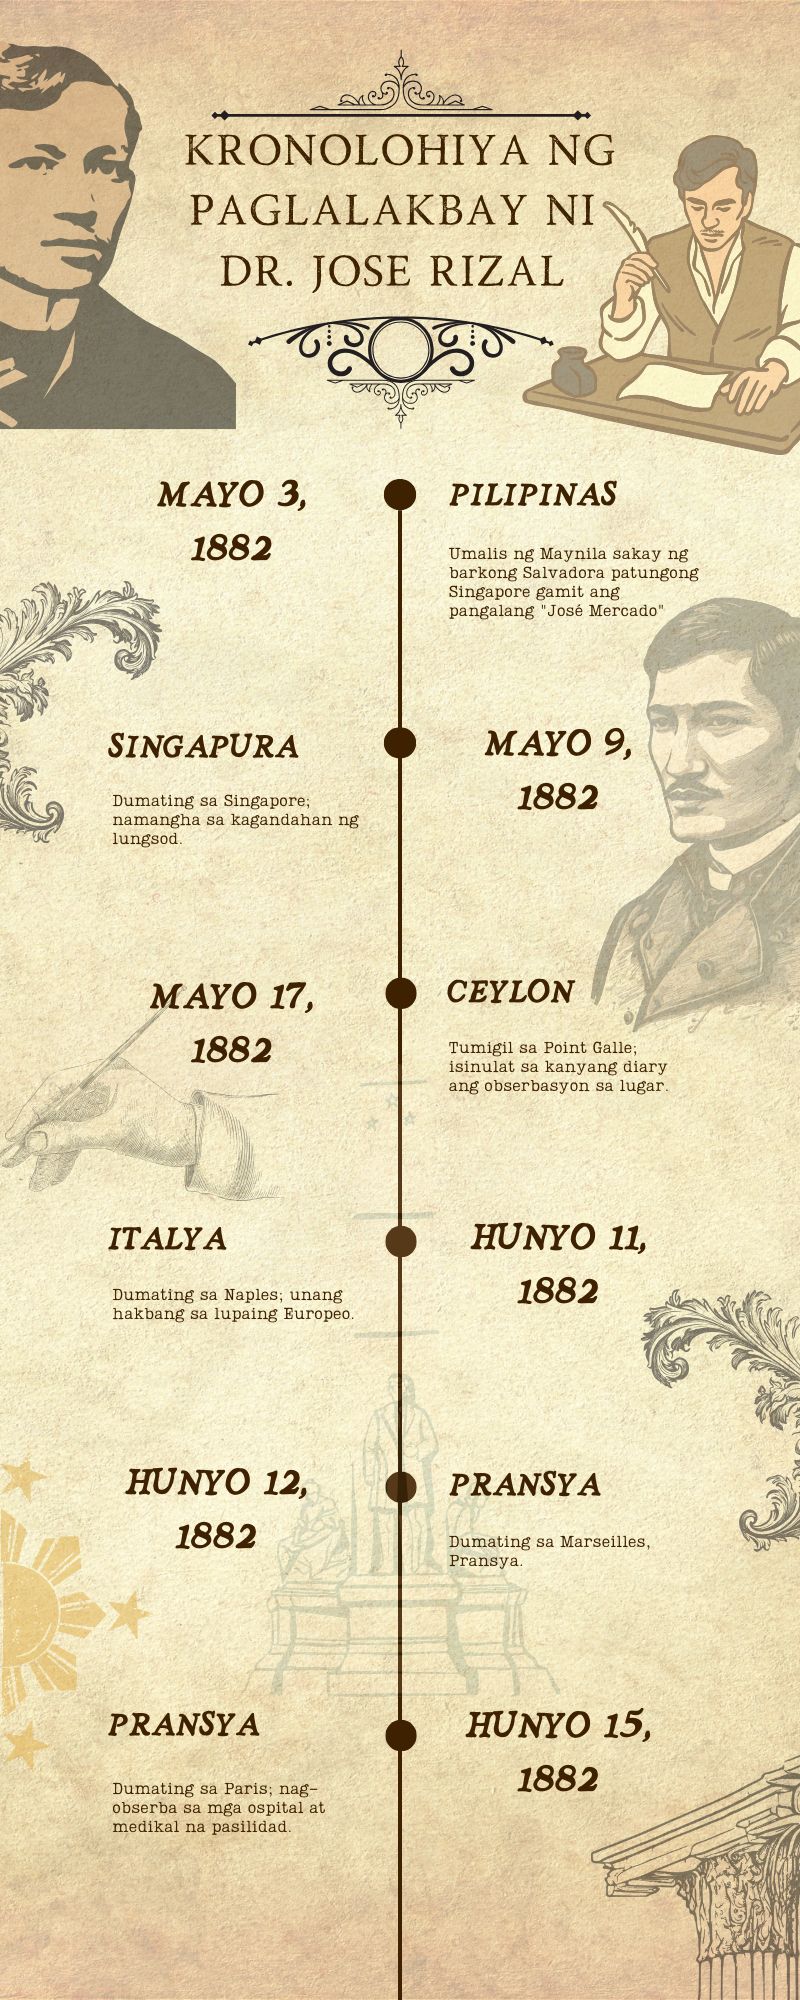 KRONOLOHIYA NG
PAGLALAKBAY NI
DR. JOSE RIZAL
MAYO 3,
1882
PILIPINAS
Umalis ng Maynila sakay ng
barkong Salvadora patungong
Singapore gamit ang
pangalang "José Mercado"
SINGAPURA
Dumating sa Singapore;
namangha sa kagandahan ng
lungsod.
MAYO 9,
1882
MAYO 17,
1882
CEYLON
Tumigil sa Point Galle;
isinulat sa kanyang diary
ang obserbasyon sa lugar.
ITALYA
Dumating sa Naples; unang
hakbang sa lupaing Europeo.
HUNYO 11,
1882
HUNYO 12,
1882
PRANSYA
Dumating sa Marseilles,
Pransya.
PRANSYA
Dumating sa Paris; nag-
obserba sa mga ospital at
medikal na pasilidad.
HUNYO 15,
1882